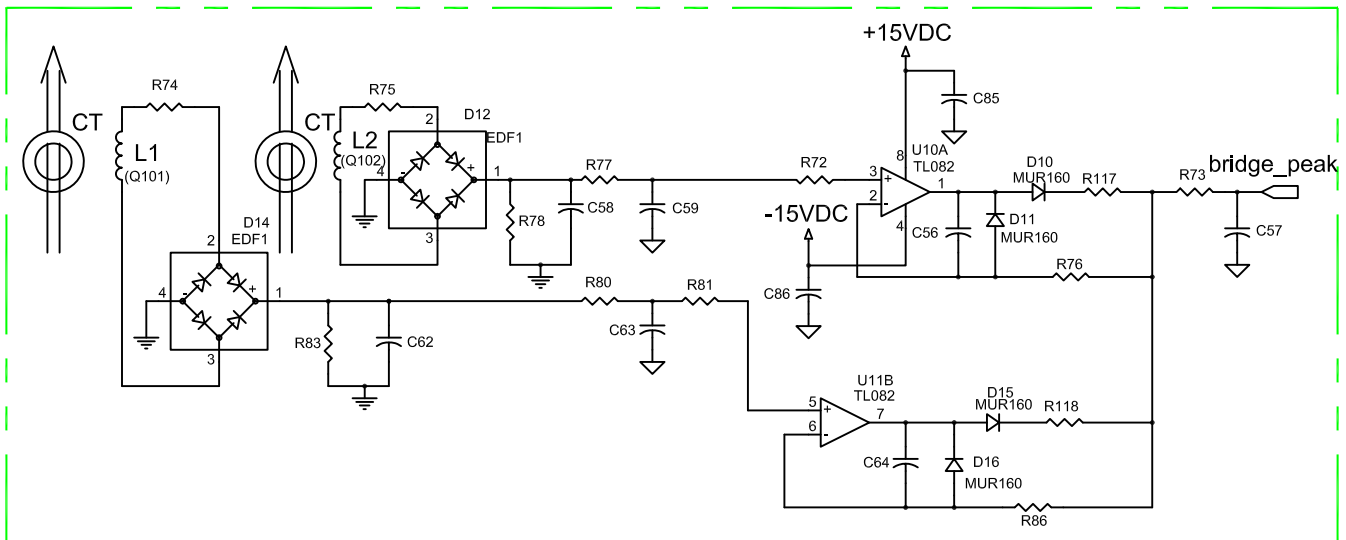 +15VDC
R74
R75
C85
CT
CT
L1
(Q101)
L2
(Q102)
2
D12
EDF1
4
-
+
1
3
R77
R78
C58
C59
R72
8
U10A
TL082
3
+
2
-
1
4
D10
MUR160
R117
R73
bridge_peak
-15VDC
C56
D11
MUR160
C57
R76
C86
D14
EDF1
2
4
-
+
1
3
R83
C62
R80
R81
C63
U11B
TL082
5
+
6
-
7
D15
MUR160
R118
C64
D16
MUR160
R86